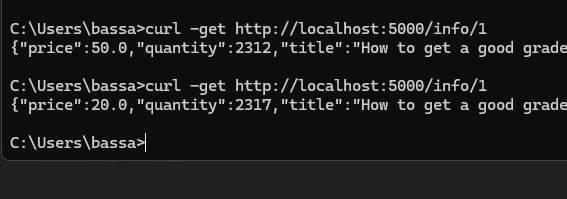 C:\Users\bassa>curl -get http://localhost:5000/info/1
{"price":50.0,"quantity":2312,"title":"How to get a good grade
C:\Users\bassa>curl -get http://localhost:5000/info/1
{"price":20.0,"quantity":2317,"title":"How to get a good grade
C:\Users\bassa>